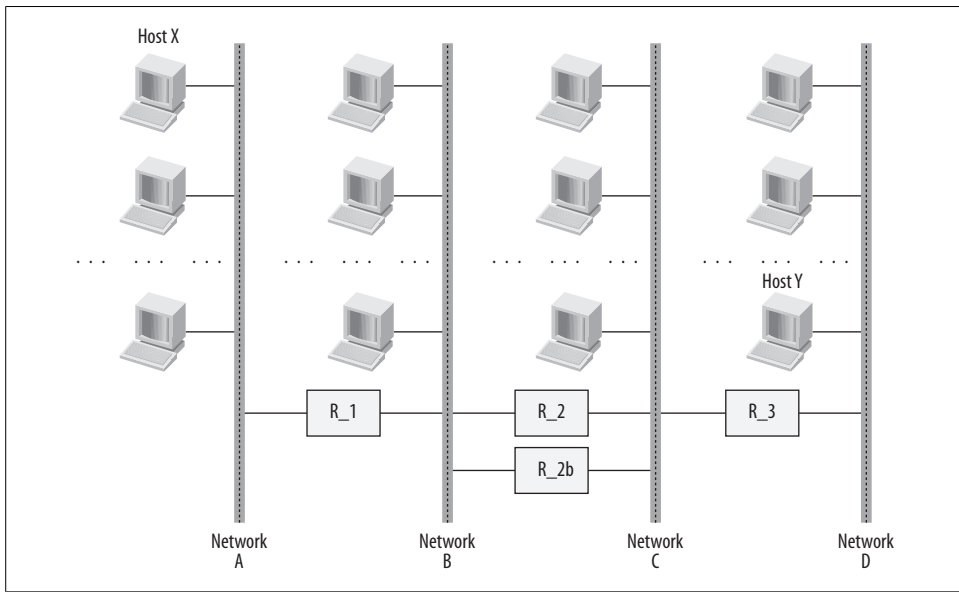 Host X
. . . . . . . . . . . . . . . . . . . . . . . . . . . . . . . . . . . .
Host Y
R_1
R_2
R_3
R_2b
Network A
Network B
Network C
Network D